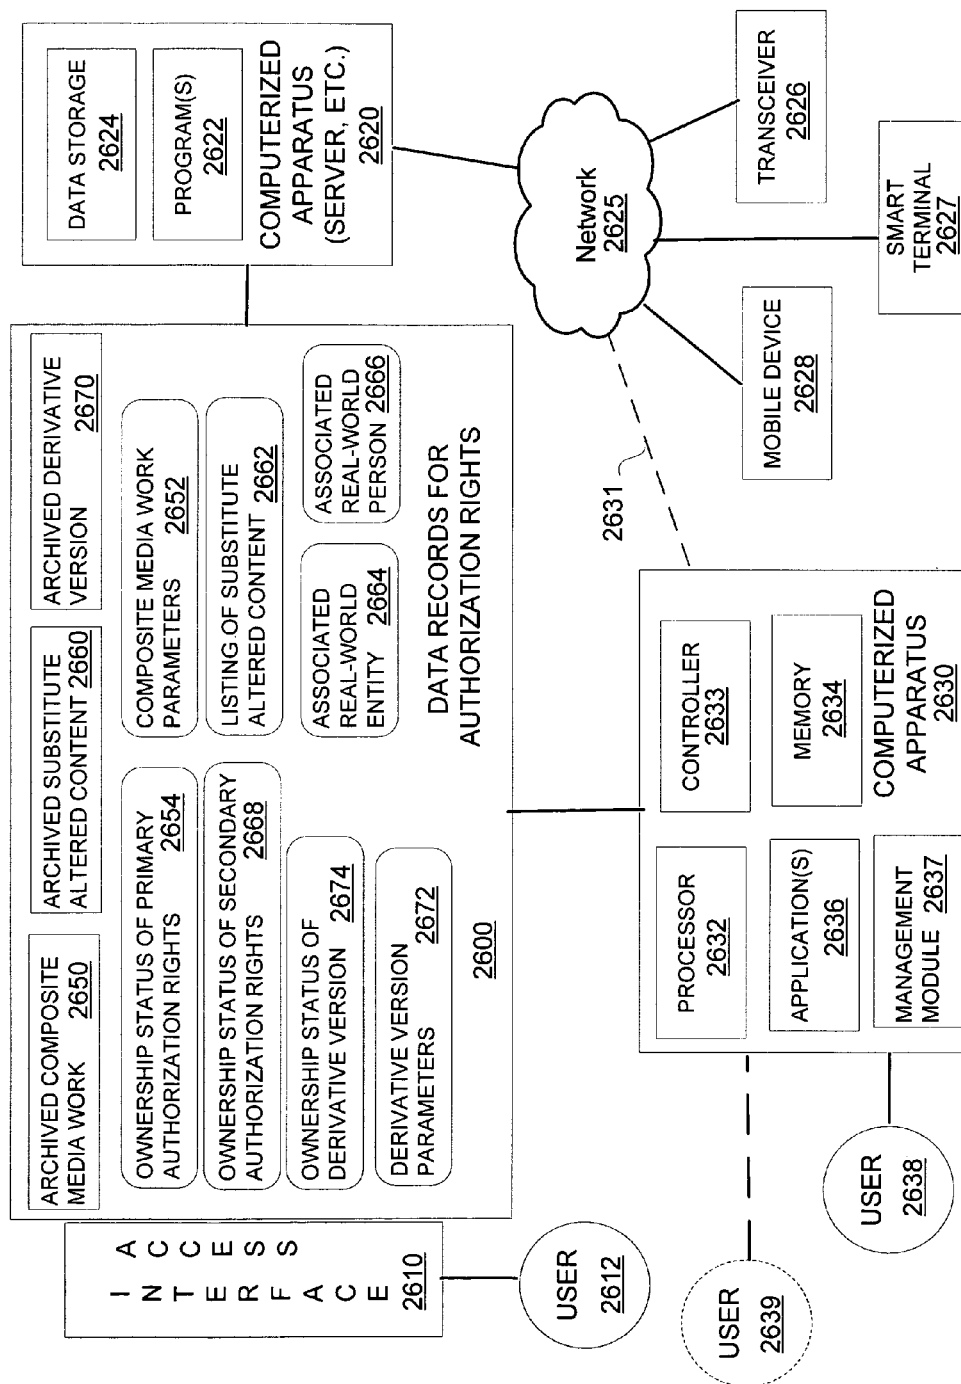 ARCHIVED COMPOSITE
MEDIA WORK 2650
ARCHIVED SUBSTITUTE
ALTERED CONTENT 2660
ARCHIVED DERIVATIVE
VERSION 2670
OWNERSHIP STATUS OF PRIMARY
AUTHORIZATION RIGHTS 2654
OWNERSHIP STATUS OF SECONDARY
AUTHORIZATION RIGHTS 2668
OWNERSHIP STATUS OF
DERIVATIVE VERSION 2674
DERIVATIVE VERSION
PARAMETERS 2672
COMPOSITE MEDIA WORK
PARAMETERS 2652
LISTING OF SUBSTITUTE
ALTERED CONTENT 2662
ASSOCIATED
REAL-WORLD
ENTITY 2664
ASSOCIATED
REAL-WORLD
PERSON 2666
2600
DATA RECORDS FOR
AUTHORIZATION RIGHTS
DATA STORAGE
2624
PROGRAM(S)
2622
COMPUTERIZED
APPARATUS
(SERVER, ETC.)
2620
ACCESS
INTERFACE
2610
USER
2612
USER
2639
USER
2638
PROCESSOR
2632
CONTROLLER
2633
APPLICATION(S)
2636
MEMORY
2634
MANAGEMENT
MODULE 2637
COMPUTERIZED
APPARATUS
2630
2631
Network
2625
MOBILE DEVICE
2628
TRANSCEIVER
2626
SMART
TERMINAL
2627